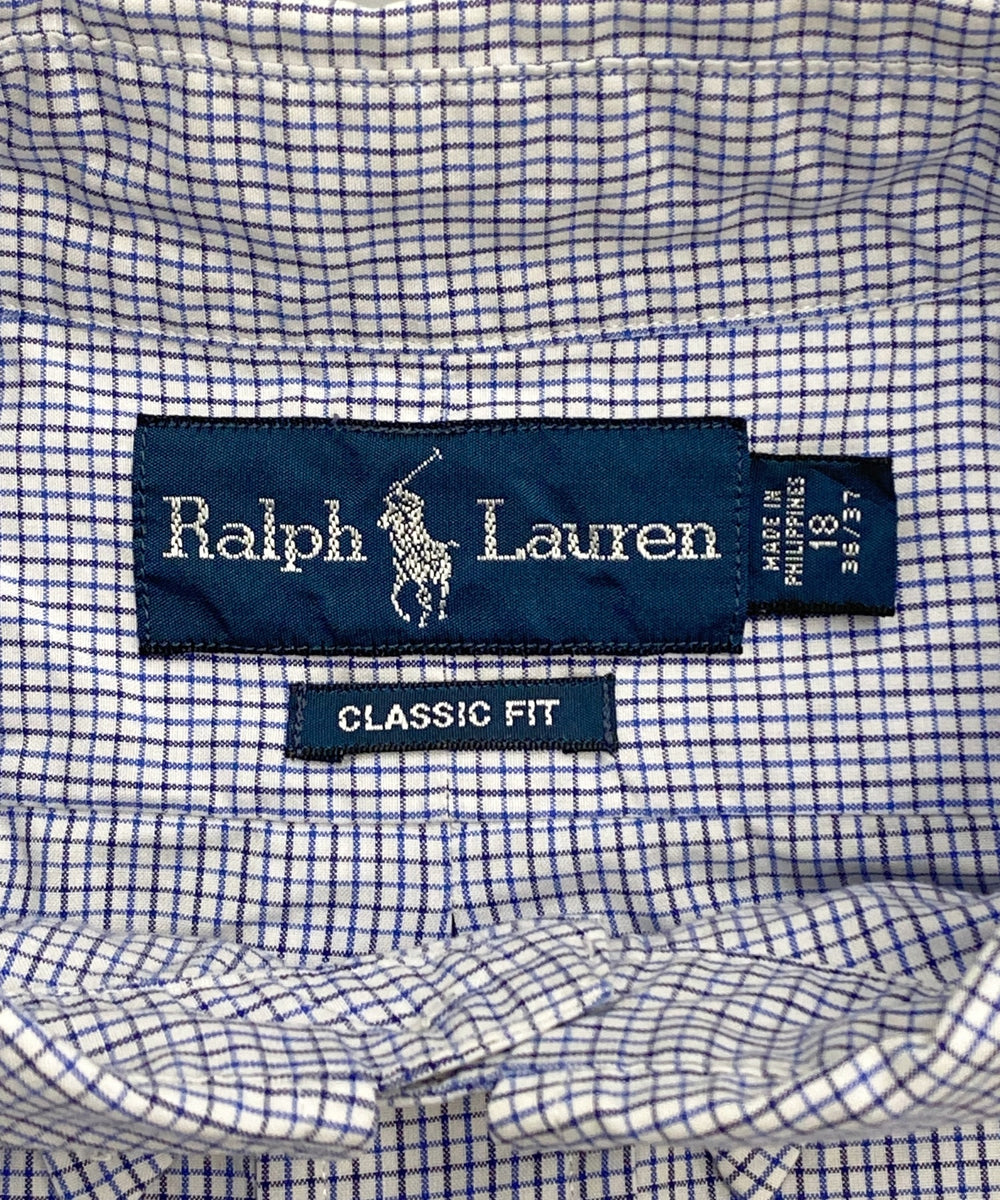 Ralph Lauren
MADE IN
PHILIPPINES
18
36/37
CLASSIC FIT